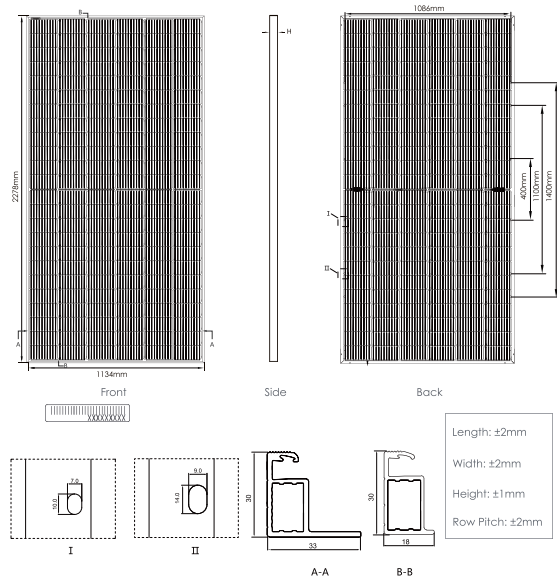 B
H
1086mm
2278mm
400mm
1100mm
1400mm
I
II
A
A
B
1134mm
Front
Side
Back
7.0
10.0
I
9.0
14.0
II
30
33
A-A
30
18
B-B
Length: ±2mm
Width: ±2mm
Height: ±1mm
Row Pitch: ±2mm